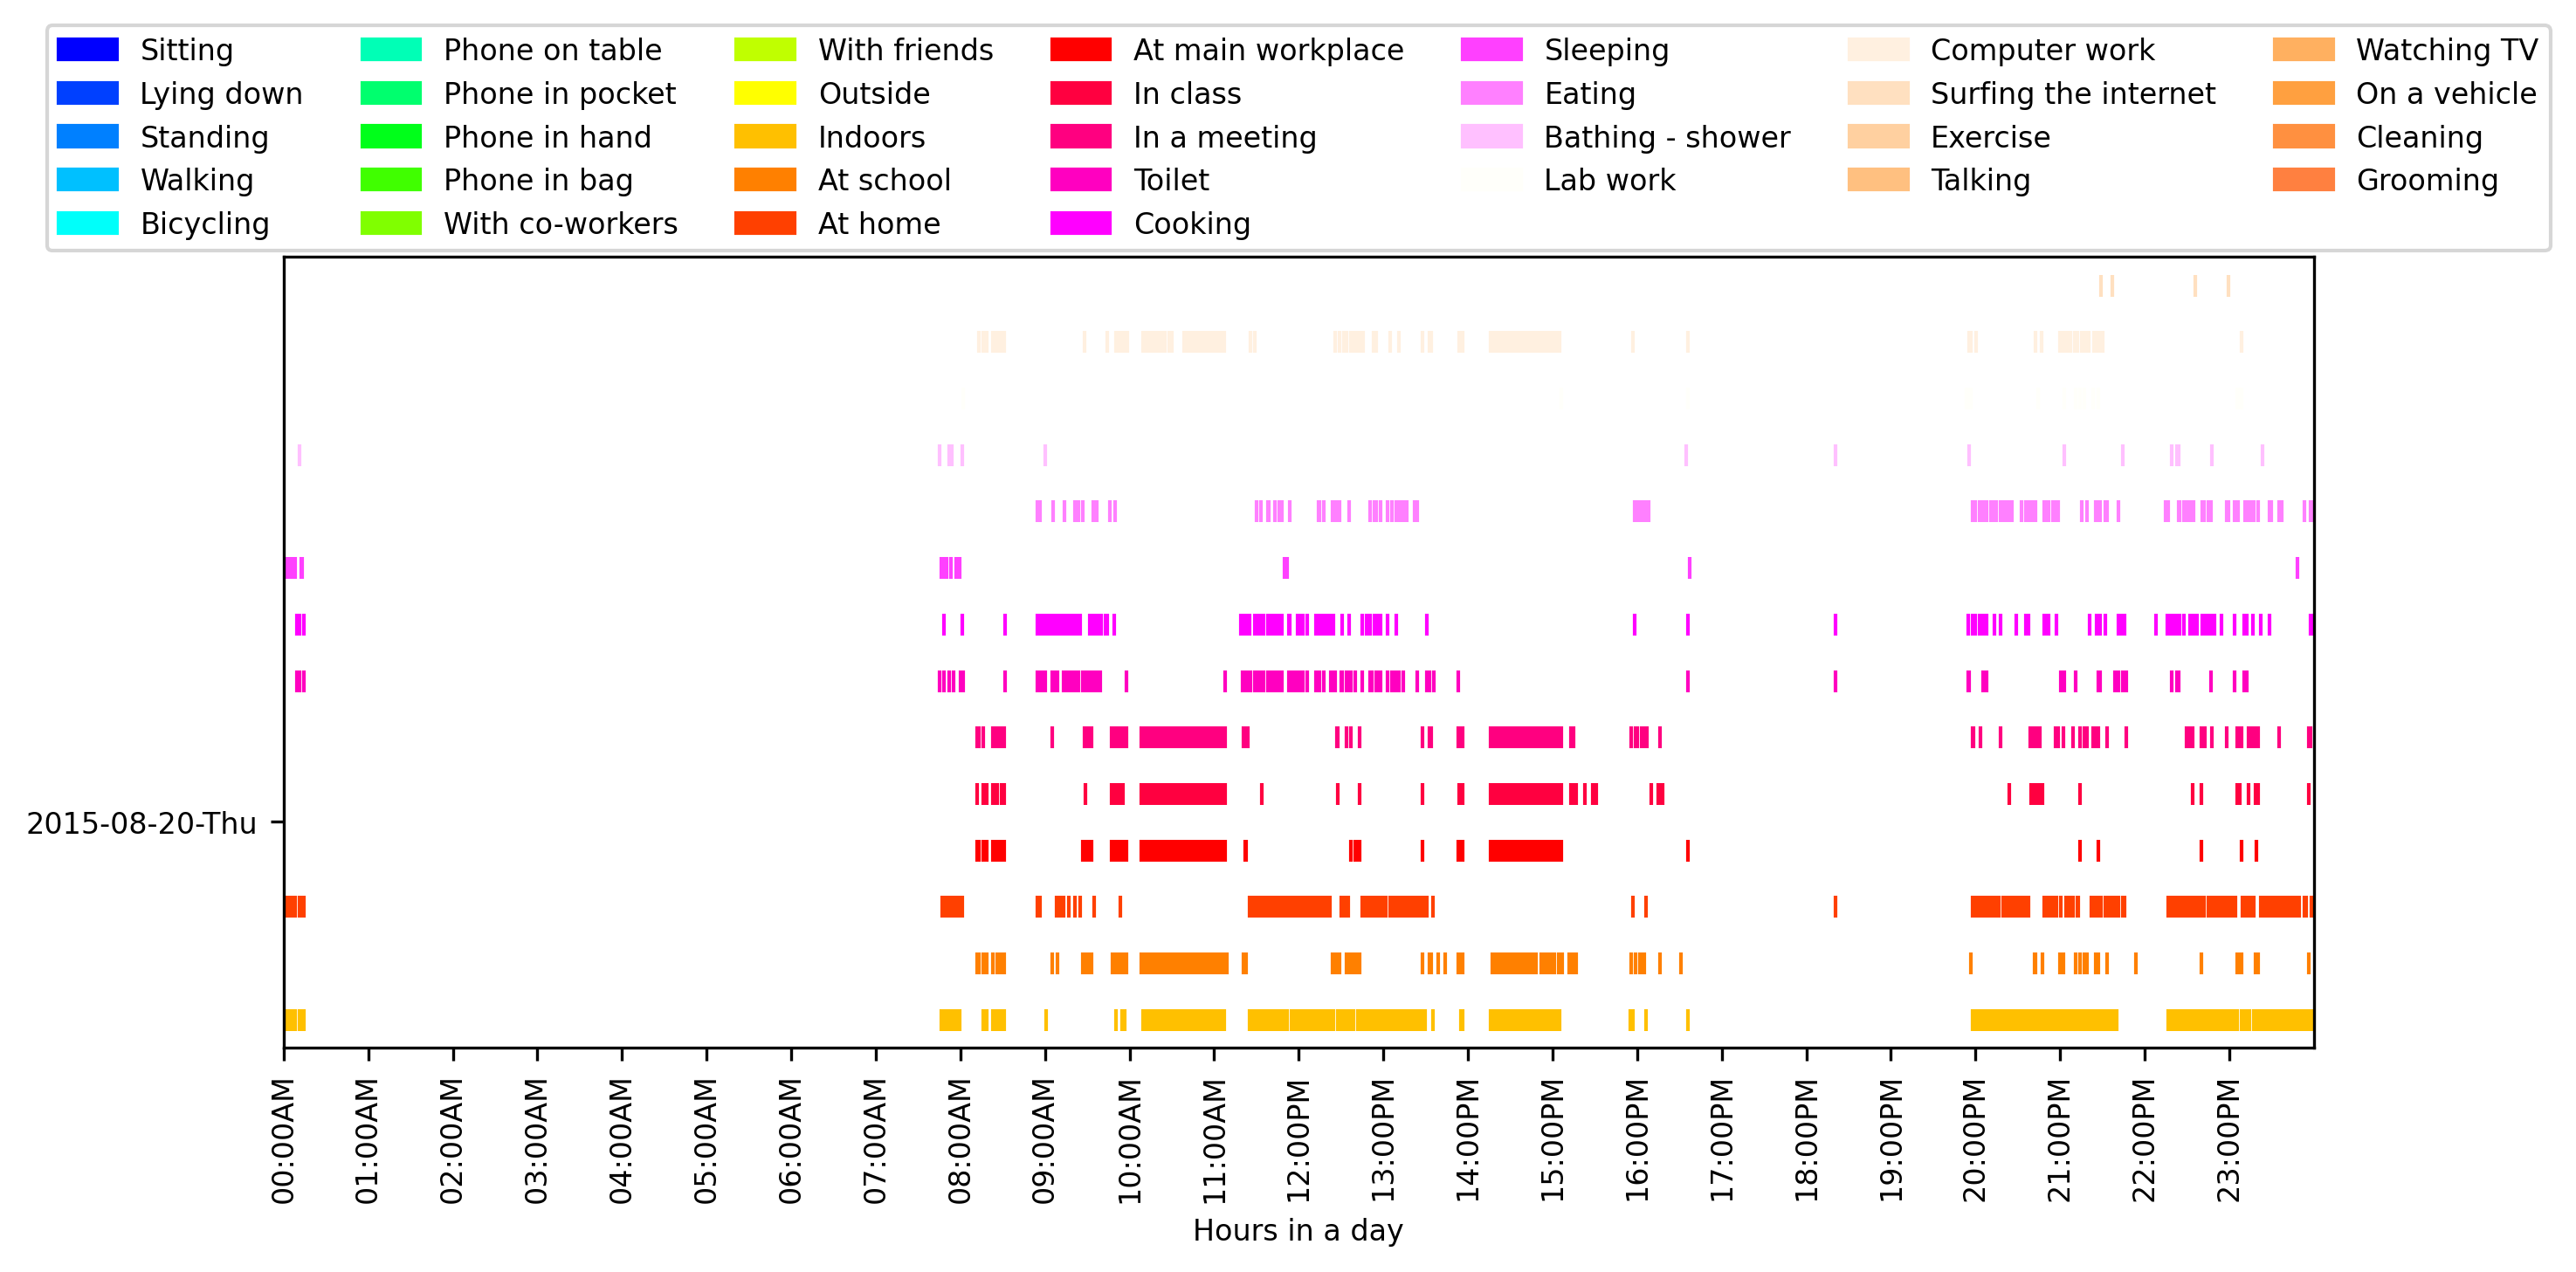 Sitting
Lying down
Standing
Walking
Bicycling
Phone on table
Phone in pocket
Phone in hand
Phone in bag
With co-workers
With friends
Outside
Indoors
At school
At home
At main workplace
In class
In a meeting
Toilet
Cooking
Sleeping
Eating
Bathing - shower
Lab work
Computer work
Surfing the internet
Exercise
Talking
Watching TV
On a vehicle
Cleaning
Grooming
2015-08-20-Thu
00:00AM
01:00AM
02:00AM
03:00AM
04:00AM
05:00AM
06:00AM
07:00AM
08:00AM
09:00AM
10:00AM
11:00AM
12:00PM
13:00PM
14:00PM
15:00PM
16:00PM
17:00PM
18:00PM
19:00PM
20:00PM
21:00PM
22:00PM
23:00PM
Hours in a day